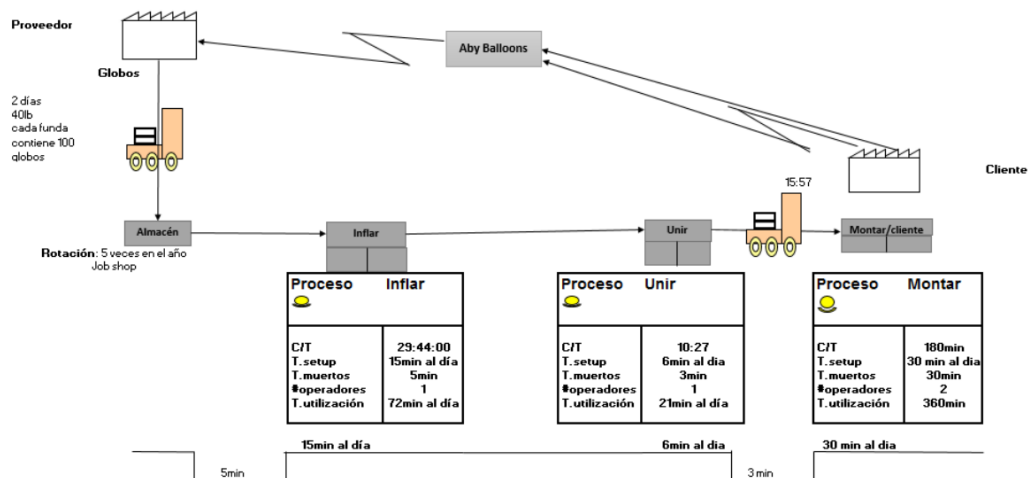 Proveedor
Aby Balloons
Globos
2 días
40lb
cada funda
contiene 100
globos
Cliente
15:57
Almacén
Inflar
Unir
Montar/cliente
Rotación: 5 veces en el año
Job shop
Proceso Inflar
C/T 29:44:00
T.setup 15min al día
T.muertos 5min
#operadores 1
T.utilización 72min al día
Proceso Unir
C/T 10:27
T.setup 6min al dia
T.muertos 3min
#operadores 1
T.utilización 21min al día
Proceso Montar
C/T 180min
T.setup 30 min al dia
T.muertos 30min
#operadores 2
T.utilización 360min
15min al día
6min al dia
30 min al dia
5min
3 min